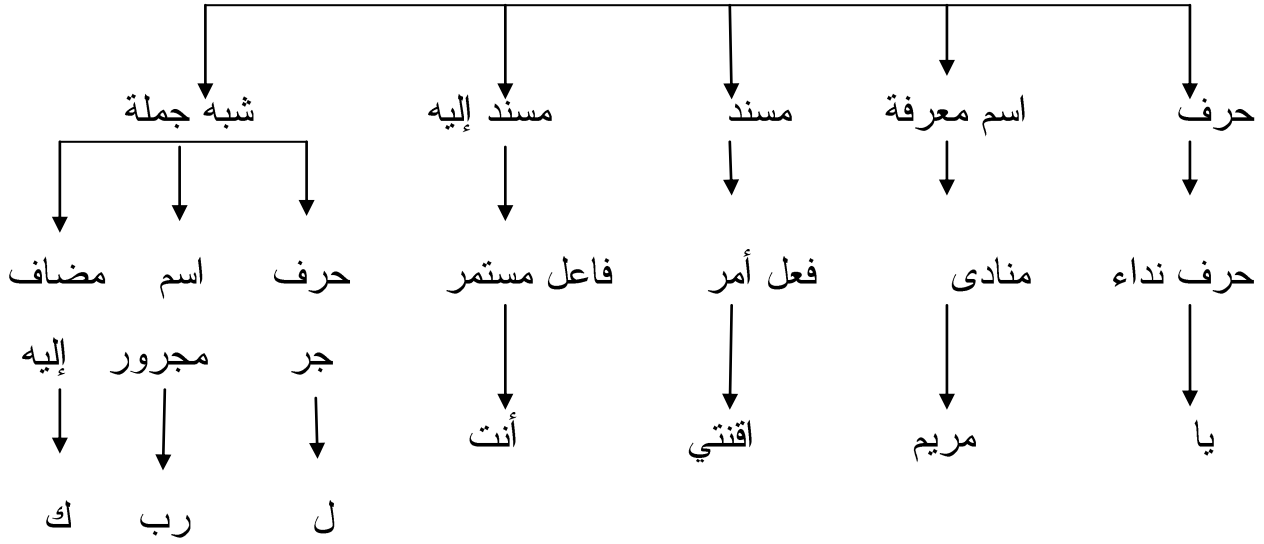 حرف اسم معرفة مسند مسند إليه شبه جملة
حرف نداء منادى فعل أمر فاعل مستمر حرف اسم مضاف
جر مجرور إليه
يا مريم اقنتي أنت
ل رب ك